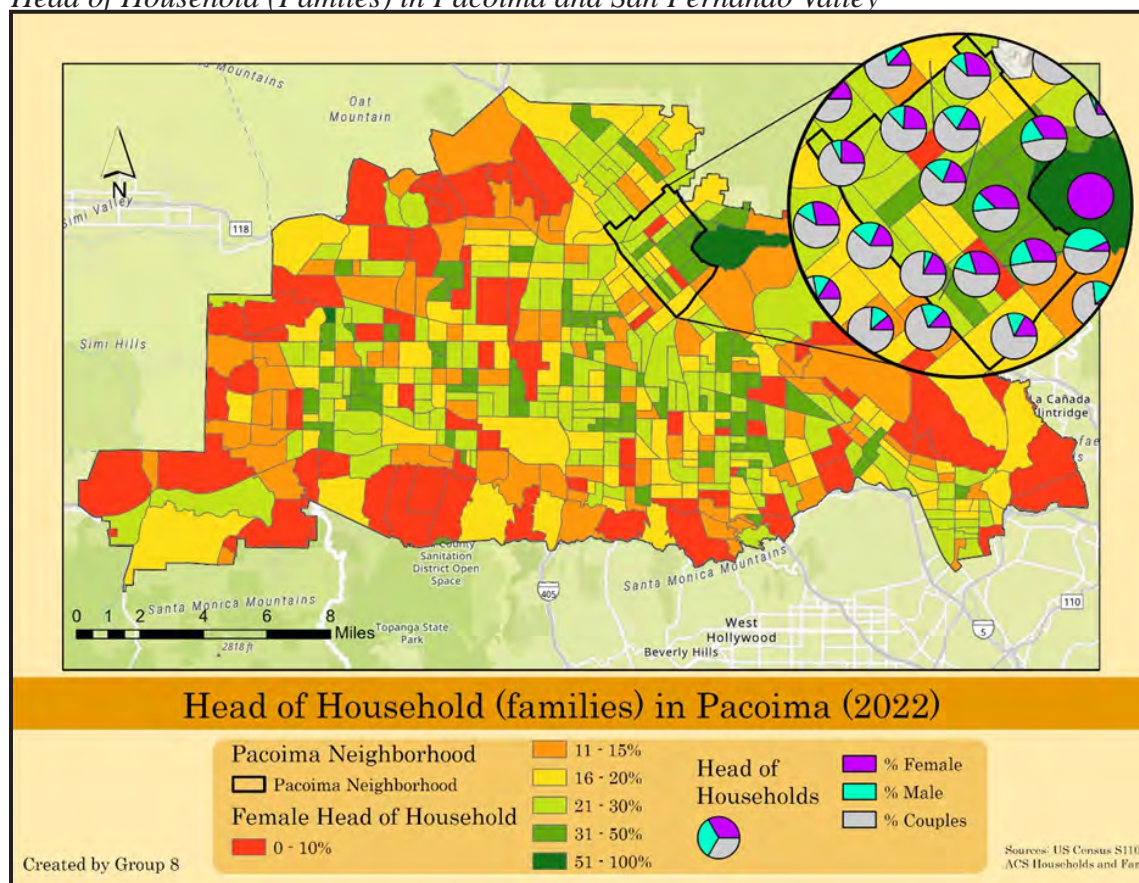 Head of Household (Families) in Pacoima and San Fernando Valley
Mountains
Oat
Mountain
N
Simi Valley
118
Simi Hills
La Cañada
lintridge
County
Sanitation
District Open
Space
405
Santa Monica Mountains
Santa Monica Mountains
0 2 4 6 8
Miles
2818 ft
Topanga State
Park
West
Hollywood
Beverly Hills
110
5
Head of Household (families) in Pacoima (2022)
Pacoima Neighborhood
Pacoima Neighborhood
Female Head of Household
0 - 10%
11 - 15%
16 - 20%
21 - 30%
31 - 50%
51 - 100%
Head of
Households
% Female
% Male
% Couples
Created by Group 8
Sources: US Census S110
ACS Households and Fam